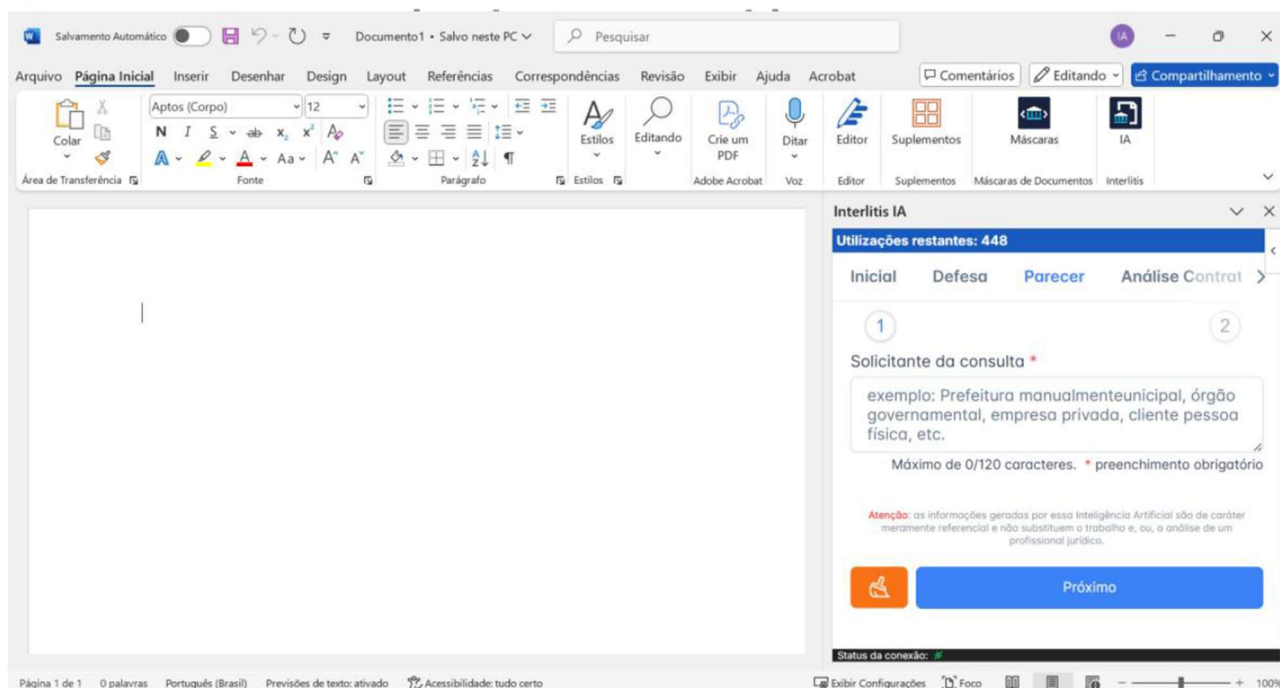 Salvamento Automático
Documento1 • Salvo neste PC
Pesquisar
IA
Arquivo Página Inicial Inserir Desenhar Design Layout Referências Correspondências Revisão Exibir Ajuda Acrobat
Comentários Editando Compartilhamento
Colar
Área de Transferência
Aptos (Corpo) 12
N I S ab x₂ x² A
A A Aa A A
Fonte
Parágrafo
Estilos
Estilos
Editando
Crie um
PDF
Adobe Acrobat
Ditar
Voz
Editor
Editor
Suplementos
Suplementos
Máscaras
Máscaras de Documentos
IA
Interlitis
Interlitis IA
Utilizações restantes: 448
Inicial Defesa Parecer Análise Contrat
1 2
Solicitante da consulta *
exemplo: Prefeitura manualmenteunicipal, órgão
governamental, empresa privada, cliente pessoa
física, etc.
Máximo de 0/120 caracteres. * preenchimento obrigatório
Atenção: as informações geradas por essa Inteligência Artificial são de caráter
meramente referencial e não substituem o trabalho e, ou, a análise de um
profissional jurídico.
Próximo
Status da conexão:
Página 1 de 1 0 palavras Português (Brasil) Previsões de texto: ativado Acessibilidade: tudo certo
Exibir Configurações Foco 100%